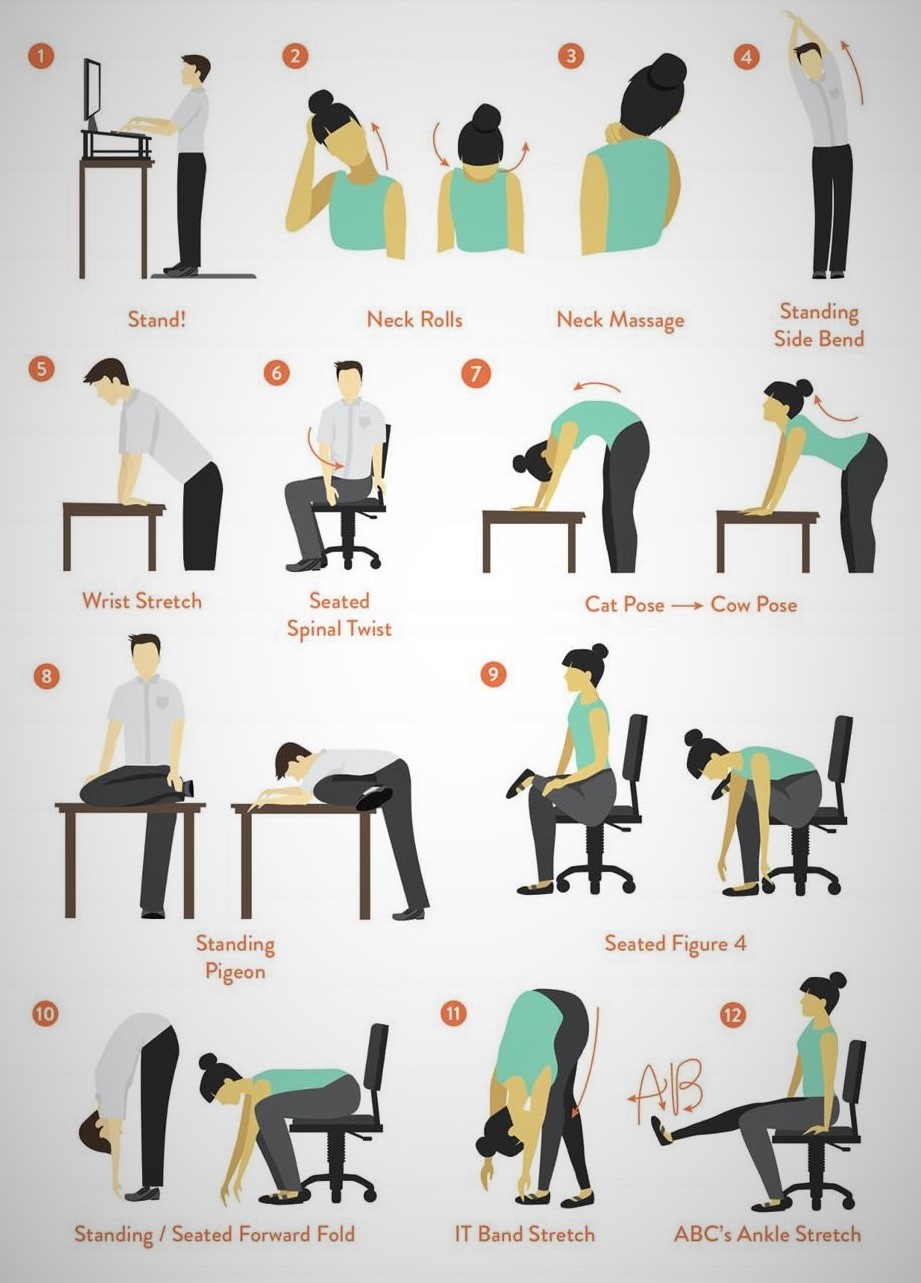 1
Stand!
2
Neck Rolls
3
Neck Massage
4
Standing
Side Bend
5
Wrist Stretch
6
Seated
Spinal Twist
7
Cat Pose → Cow Pose
8
Standing
Pigeon
9
Seated Figure 4
10
Standing / Seated Forward Fold
11
IT Band Stretch
12
AB
ABC's Ankle Stretch